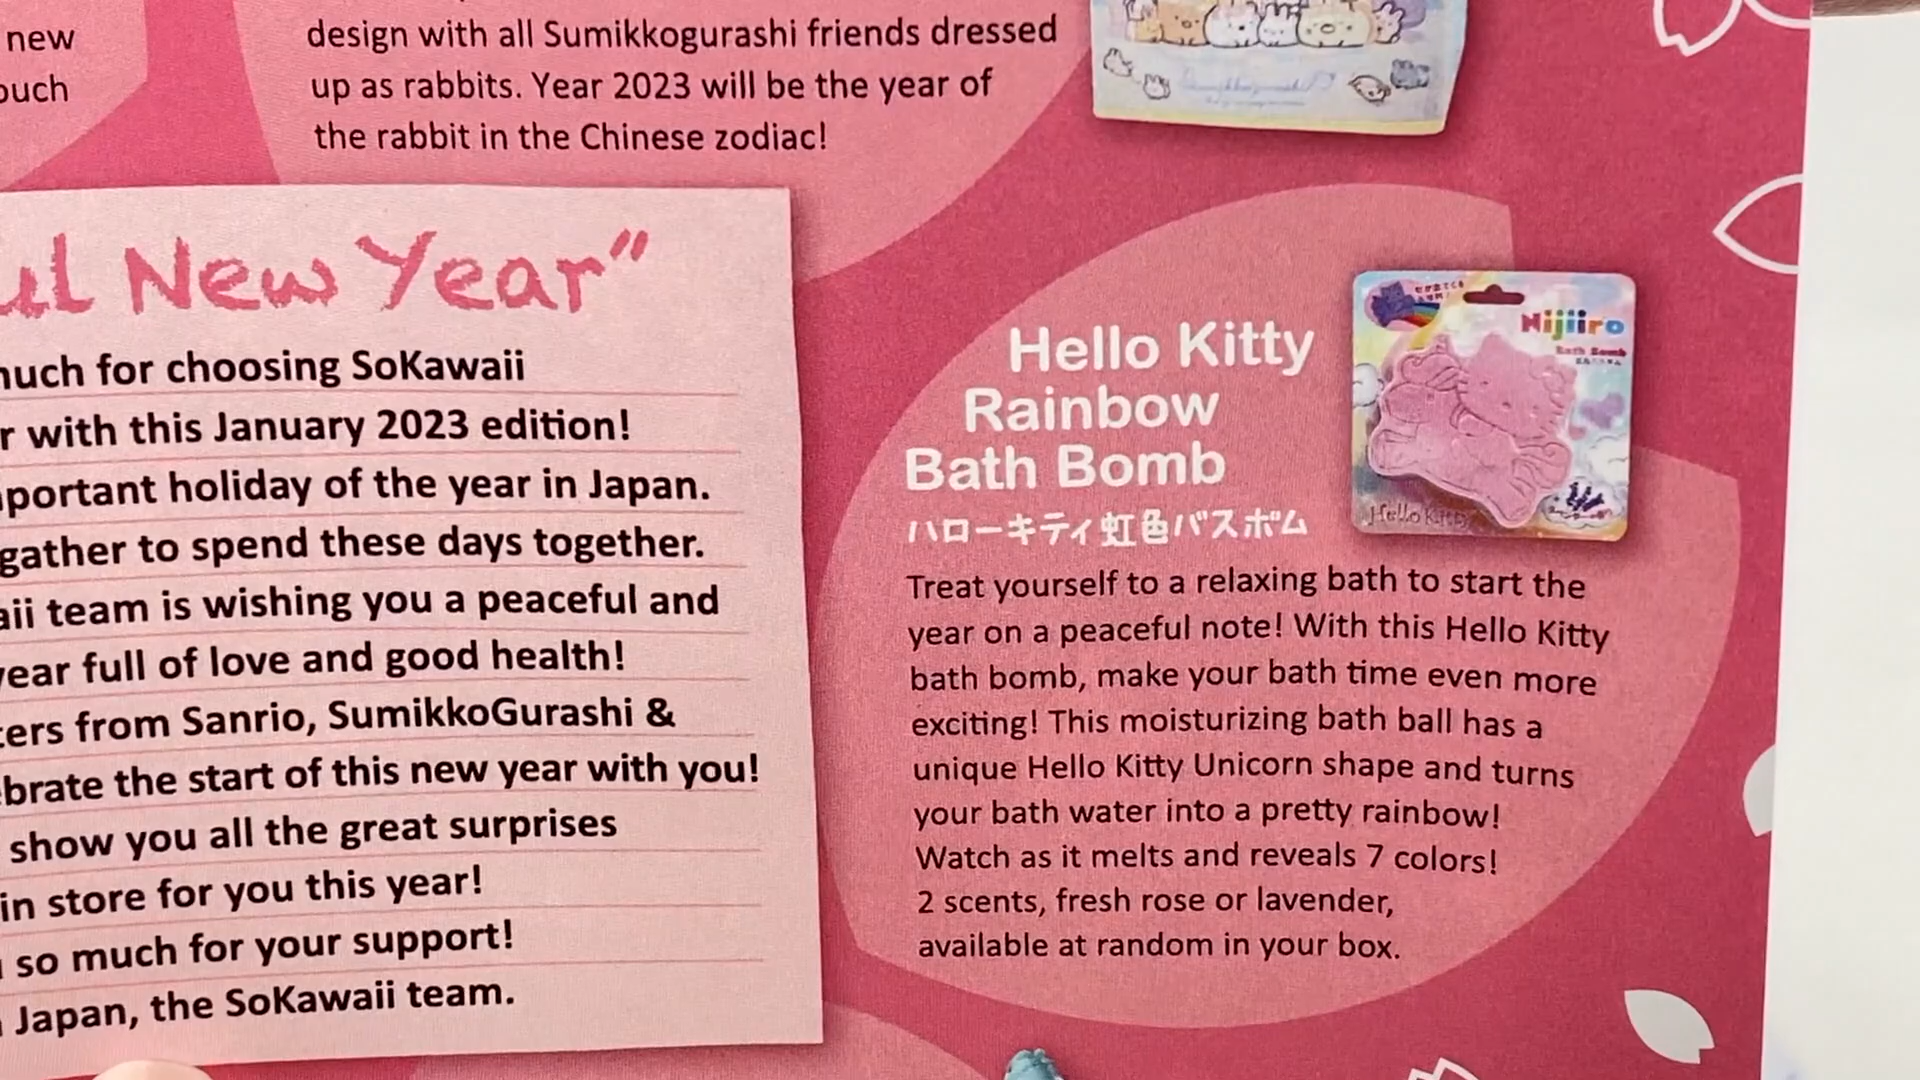 new
ouch
design with all Sumikkogurashi friends dressed
up as rabbits. Year 2023 will be the year of
the rabbit in the Chinese zodiac!
New Year"
much for choosing SoKawaii
r with this January 2023 edition!
portant holiday of the year in Japan.
gather to spend these days together.
aii team is wishing you a peaceful and
year full of love and good health!
ters from Sanrio, SumikkoGurashi &
brate the start of this new year with you!
show you all the great surprises
in store for you this year!
so much for your support!
Japan, the SoKawaii team.
Hello Kitty
Rainbow
Bath Bomb
ハローキティ虹色バスボム
Nijiiro
Bath Bomb
Hello Kitty
Treat yourself to a relaxing bath to start the
year on a peaceful note! With this Hello Kitty
bath bomb, make your bath time even more
exciting! This moisturizing bath ball has a
unique Hello Kitty Unicorn shape and turns
your bath water into a pretty rainbow!
Watch as it melts and reveals 7 colors!
2 scents, fresh rose or lavender,
available at random in your box.